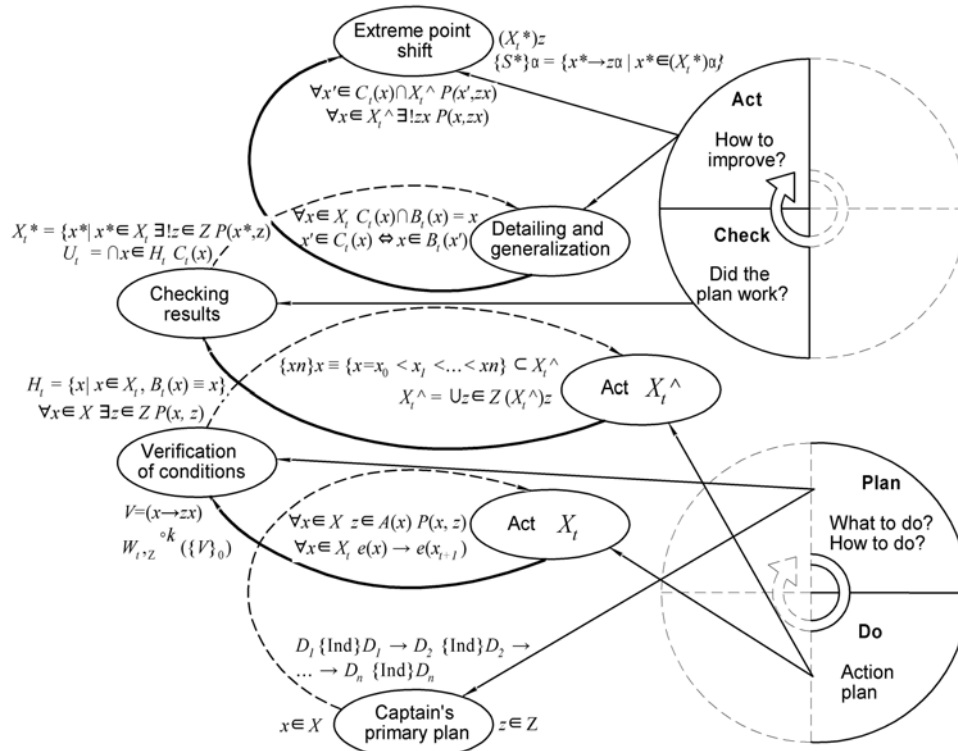 Extreme point
shift
(Xₜ*)z
{S*}α = {x*→zα | x*∈(Xₜ*)α}
∀x'∈ Cₜ(x)∩Xₜ^ P(x',zx)
∀x∈ Xₜ^ ∃!zx P(x,zx)
Act
How to
improve?
Check
Did the
plan work?
∀x∈ Xₜ Cₜ(x)∩Bₜ(x) = x
x'∈ Cₜ(x) ⇔ x∈ Bₜ(x')
Detailing and
generalization
Xₜ* = {x*| x*∈ Xₜ ∃!z∈ Z P(x*,z)
Uₜ = ∩x∈ Hₜ Cₜ(x)
Checking
results
{xn}x ≡ {x=x₀ < x₁ <...< xn} ⊂ Xₜ^
Xₜ^ = ∪z∈ Z (Xₜ^)z
Act Xₜ^
Hₜ = {x| x∈ Xₜ, Bₜ(x) ≡ x}
∀x∈ X ∃z∈ Z P(x, z)
Verification
of conditions
V=(x→zx)
Wₜ,Z °k ({V}₀)
∀x∈ X z∈ A(x) P(x, z)
∀x∈ Xₜ e(x) → e(xₜ₊₁)
Act Xₜ
Plan
What to do?
How to do?
Do
Action
plan
D₁ {Ind}D₁ → D₂ {Ind}D₂ →
... → Dₙ {Ind}Dₙ
x∈ X
Captain's
primary plan
z∈ Z